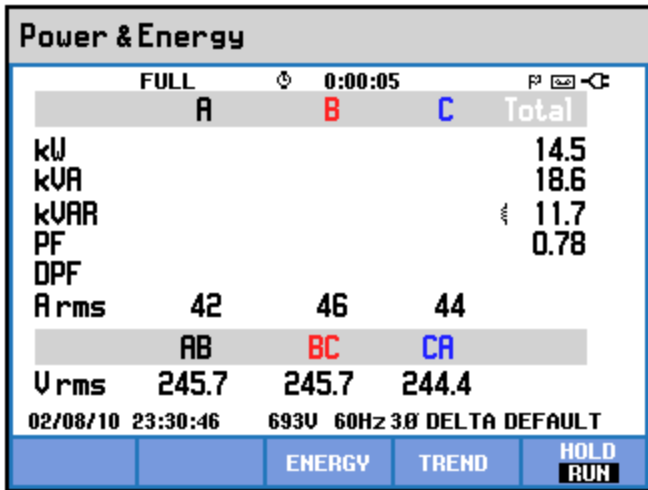 Power & Energy
FULL 0:00:05
A B C Total
kW 14.5
kVA 18.6
kVAR 11.7
PF 0.78
DPF
A rms 42 46 44
AB BC CA
V rms 245.7 245.7 244.4
02/08/10 23:30:46 693V 60Hz 3Ø DELTA DEFAULT
ENERGY TREND HOLD
RUN